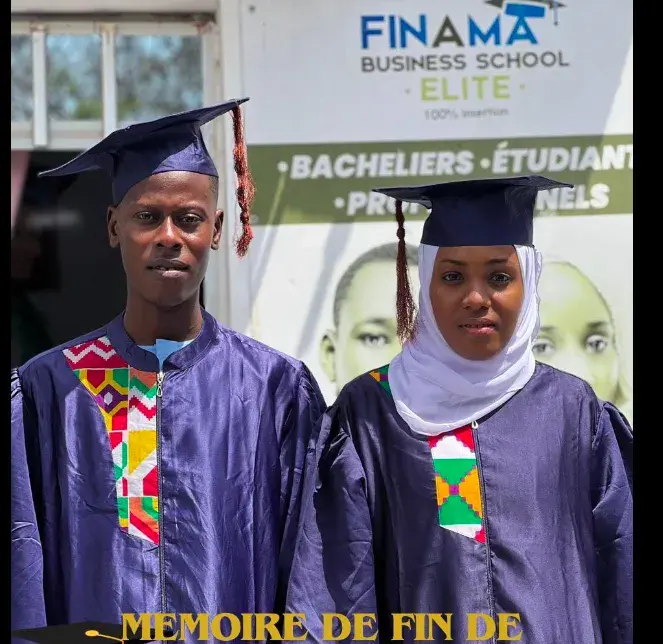 FINAMA
BUSINESS SCHOOL
· ELITE ·
100% insertion
•BACHELIERS •ÉTUDIANT
MEMOIRE DE FIN DE